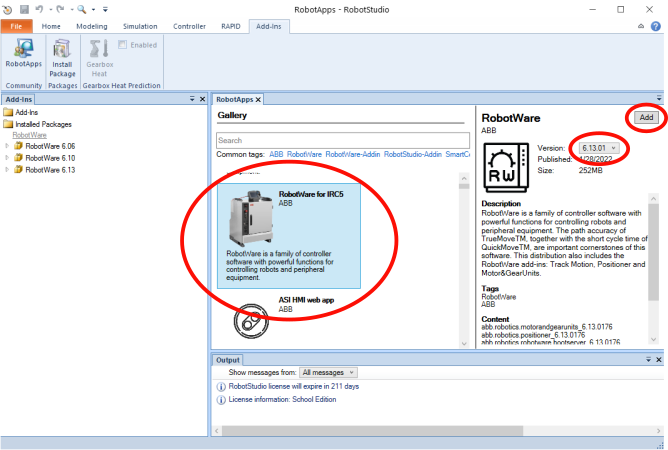 RobotApps - RobotStudio
File Home Modeling Simulation Controller RAPID Add-Ins
RobotApps
Install
Package
Gearbox
Heat
Enabled
Community Packages Gearbox Heat Prediction
Add-Ins
Add-Ins
Installed Packages
RobotWare
RobotWare 6.06
RobotWare 6.10
RobotWare 6.13
RobotApps
Gallery
Search
Common tags: ABB RobotWare RobotWare-Addin RobotStudio-Addin SmartC
RobotWare for IRC5
ABB
RobotWare is a family of controller
software with powerful functions for
controlling robots and peripheral
equipment.
ASI HMI web app
ABB
RobotWare
ABB
Add
RW
Version: 6.13.01
Published: 4/28/2022
Size: 252MB
Description
RobotWare is a family of controller software with
powerful functions for controlling robots and
peripheral equipment. The path accuracy of
TrueMoveTM, together with the short cycle time of
QuickMoveTM, are important cornerstones of this
software. This distribution also includes the
RobotWare add-ins: Track Motion, Positioner and
Motor&GearUnits.
Tags
RobotWare
ABB
Content
abb.robotics.motorandgearunits_6.13.0176
abb.robotics.positioner_6.13.0176
abb.robotics.robotware.bootserver_6.13.0176
Output
Show messages from: All messages
RobotStudio license will expire in 211 days
License information: School Edition